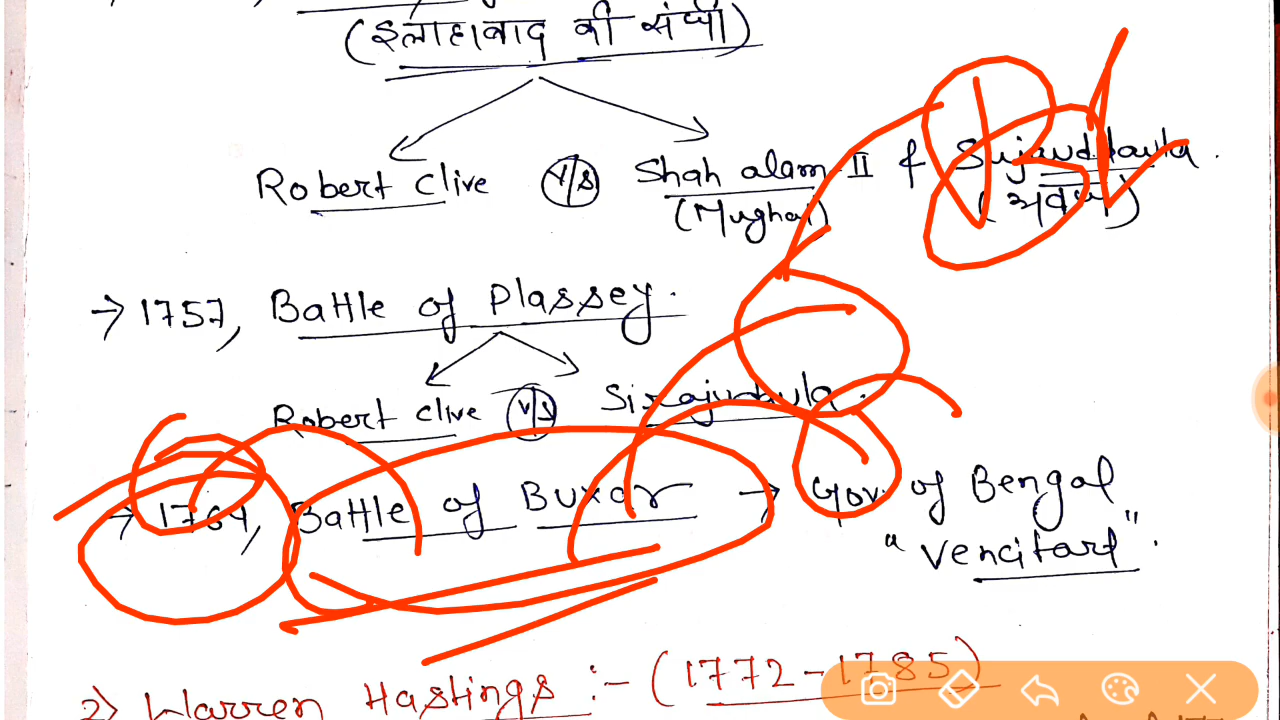 (इलाहाबाद की संधी)
Robert Clive V/S Shah alam II & Sujauddaula.
(Mughal) (अवध)
→ 1757, Battle of Plassey.
Robert Clive V/S Sirajuddaula.
→ 1764, Battle of Buxar → Gov. of Bengal
"Vencitart".
2) Warren Hastings :- (1772-1785)